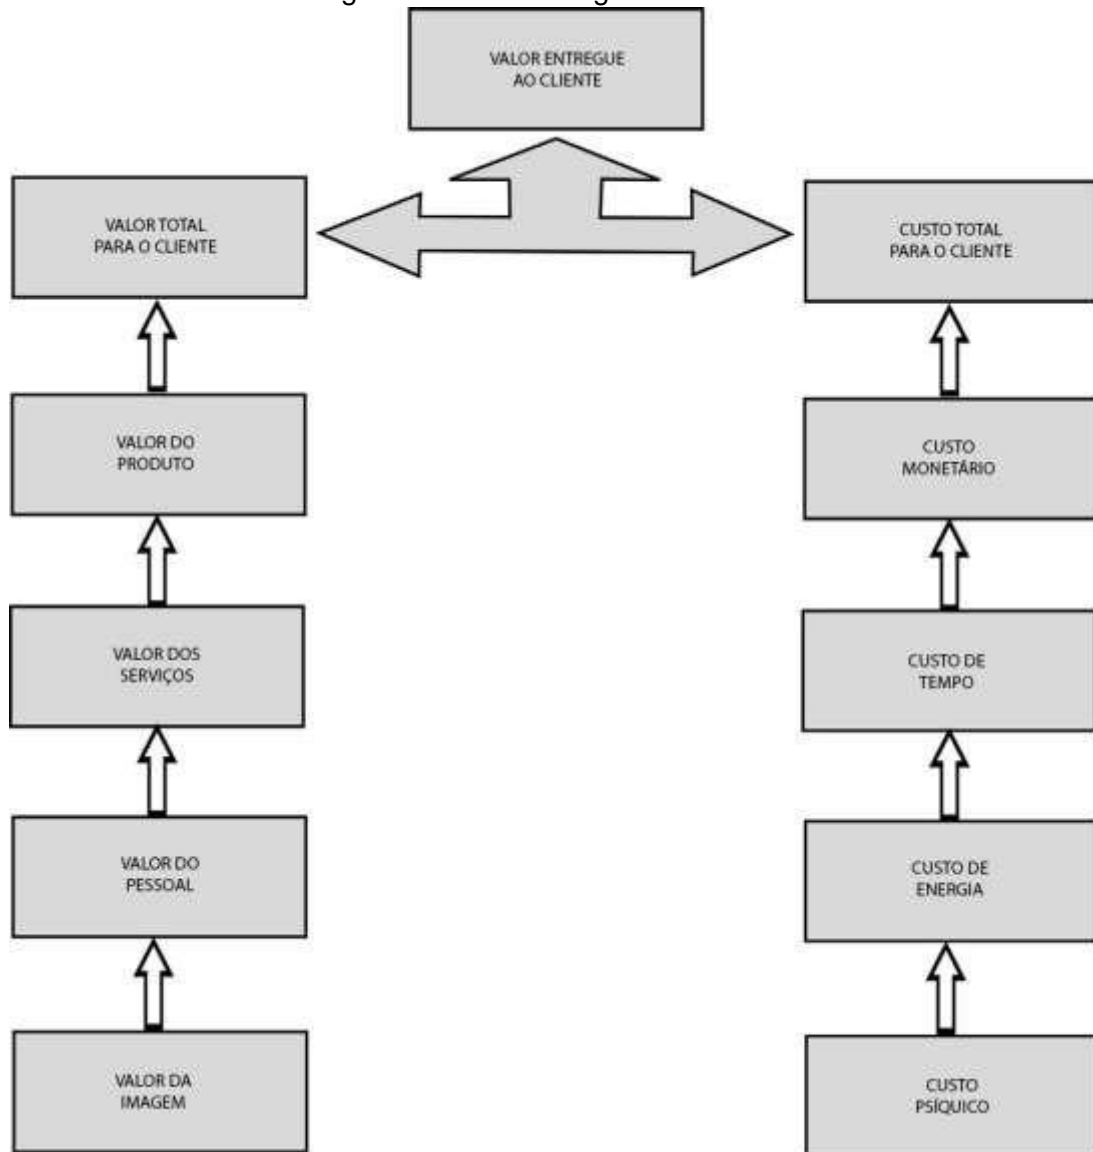 VALOR ENTREGUE
AO CLIENTE
VALOR TOTAL
PARA O CLIENTE
CUSTO TOTAL
PARA O CLIENTE
VALOR DO
PRODUTO
CUSTO
MONETÁRIO
VALOR DOS
SERVIÇOS
CUSTO DE
TEMPO
VALOR DO
PESSOAL
CUSTO DE
ENERGIA
VALOR DA
IMAGEM
CUSTO
PSÍQUICO